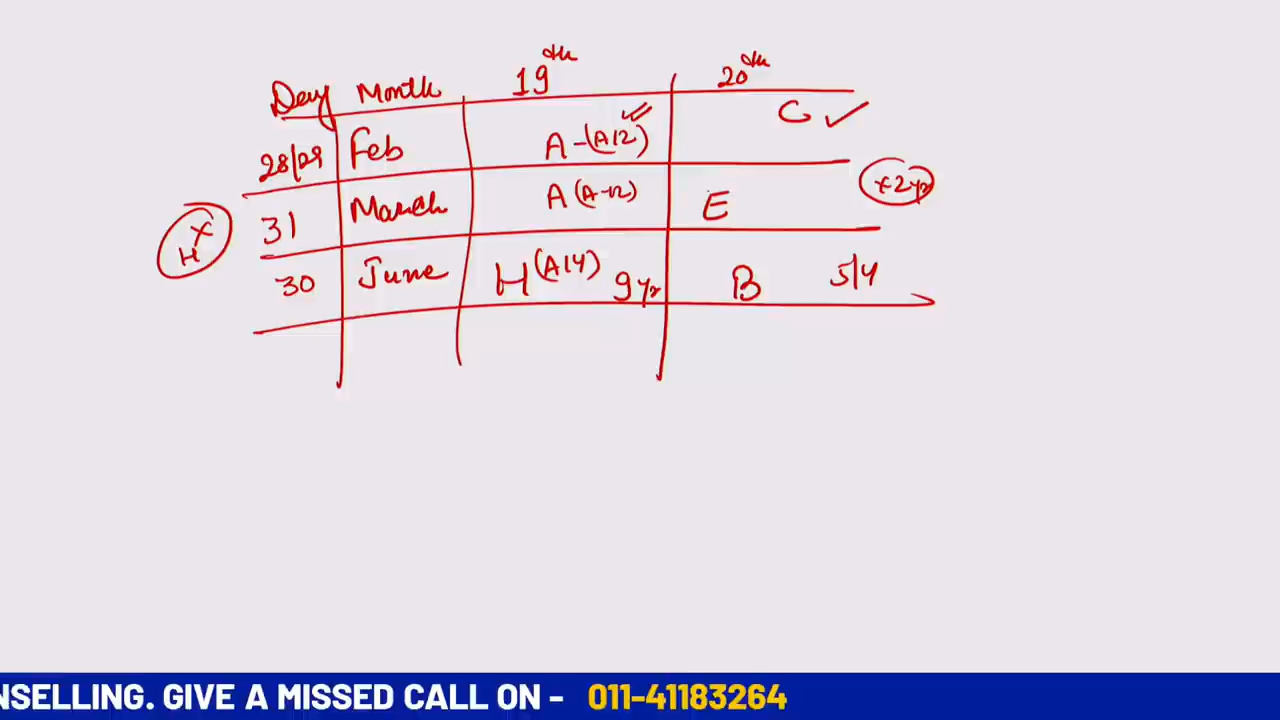 Day Month 19th 20th
28/29 Feb A-(A12) G
31 March A(A-12) E x2yr
X
H
30 June H(A14) 9yr B 5/4
NSELLING. GIVE A MISSED CALL ON - 011-41183264